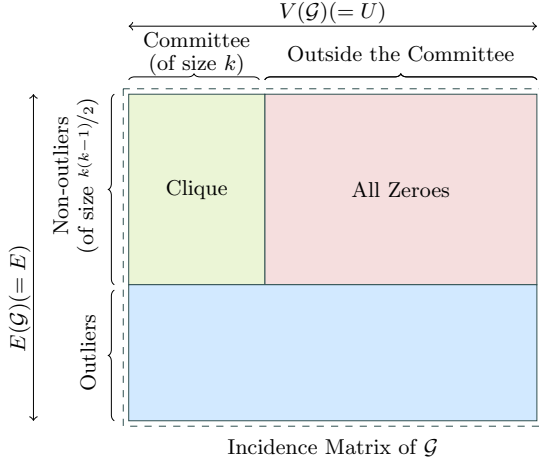 V(𝒢)(= U)
Committee
(of size k)
Outside the Committee
E(𝒢)(= E)
Non-outliers
(of size k(k−1)/2)
Clique
All Zeroes
Outliers
Incidence Matrix of 𝒢